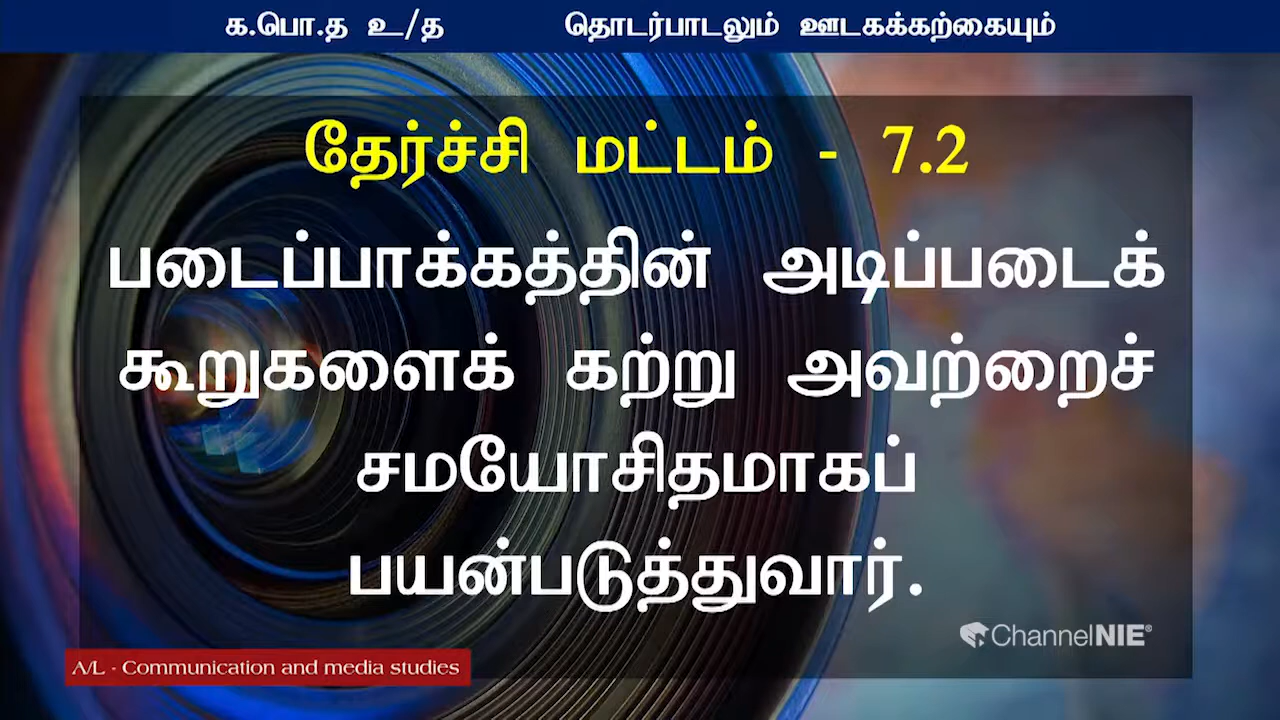 க.பொ.த உ/த தொடர்பாடலும் ஊடகக்கற்கையும்
தேர்ச்சி மட்டம் - 7.2
படைப்பாக்கத்தின் அடிப்படைக்
கூறுகளைக் கற்று அவற்றைச்
சமயோசிதமாகப்
பயன்படுத்துவார்.
ChannelNIE®
A/L - Communication and media studies